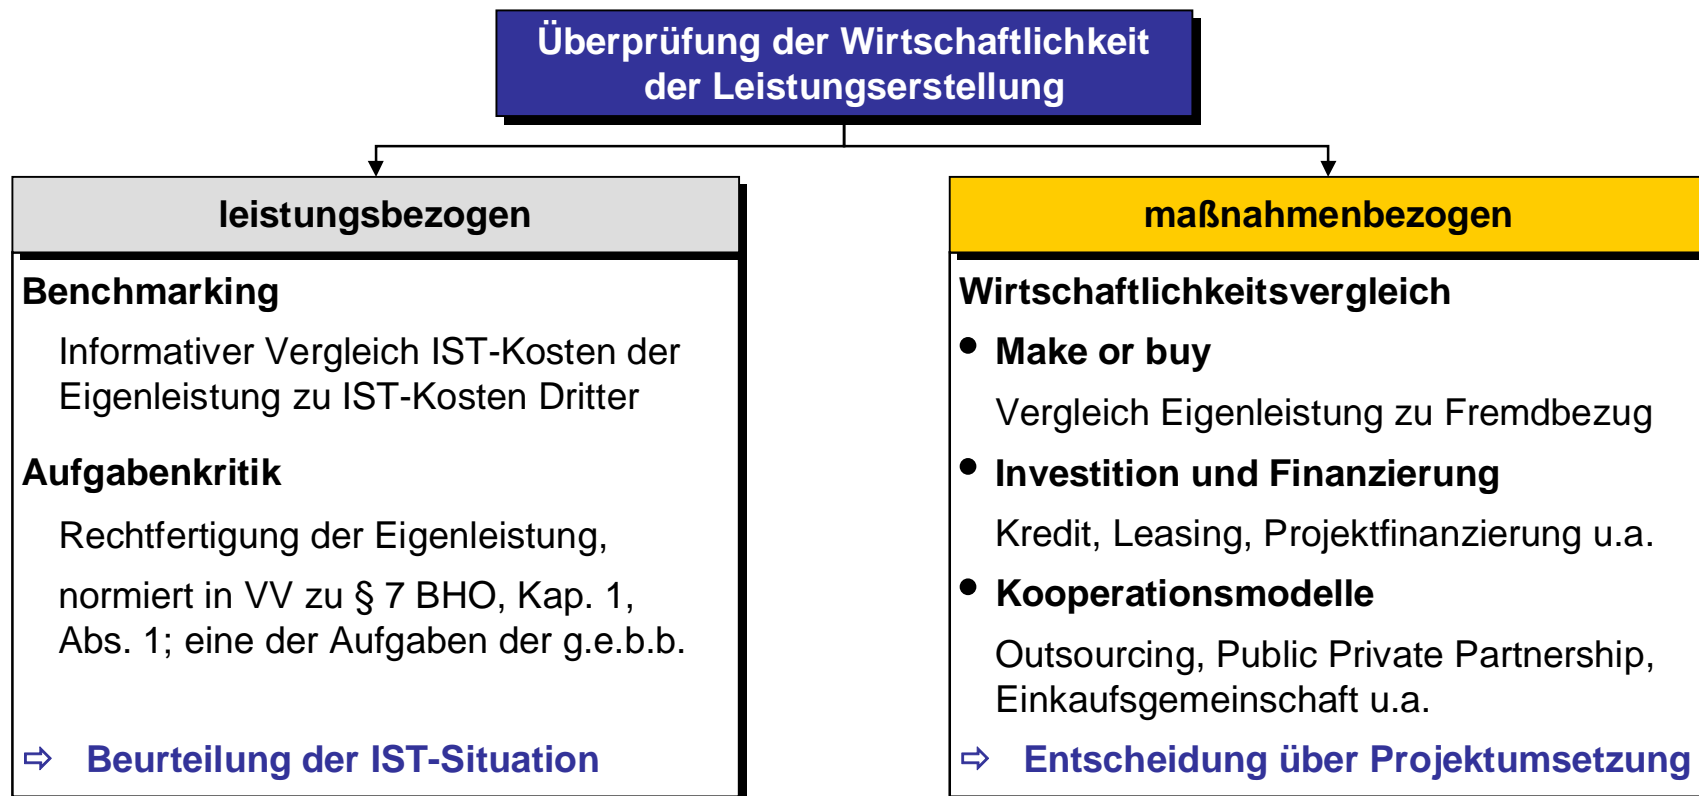 Überprüfung der Wirtschaftlichkeit
der Leistungserstellung
leistungsbezogen
Benchmarking
Informativer Vergleich IST-Kosten der
Eigenleistung zu IST-Kosten Dritter
Aufgabenkritik
Rechtfertigung der Eigenleistung,
normiert in VV zu § 7 BHO, Kap. 1,
Abs. 1; eine der Aufgaben der g.e.b.b.
⇨ Beurteilung der IST-Situation
maßnahmenbezogen
Wirtschaftlichkeitsvergleich
• Make or buy
Vergleich Eigenleistung zu Fremdbezug
• Investition und Finanzierung
Kredit, Leasing, Projektfinanzierung u.a.
• Kooperationsmodelle
Outsourcing, Public Private Partnership,
Einkaufsgemeinschaft u.a.
⇨ Entscheidung über Projektumsetzung